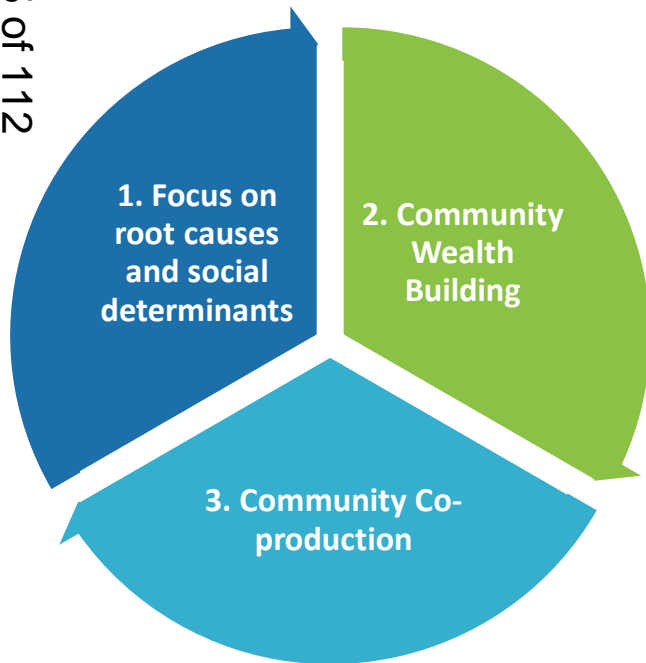 of 112
1. Focus on
root causes
and social
determinants
2. Community
Wealth
Building
3. Community Co-
production